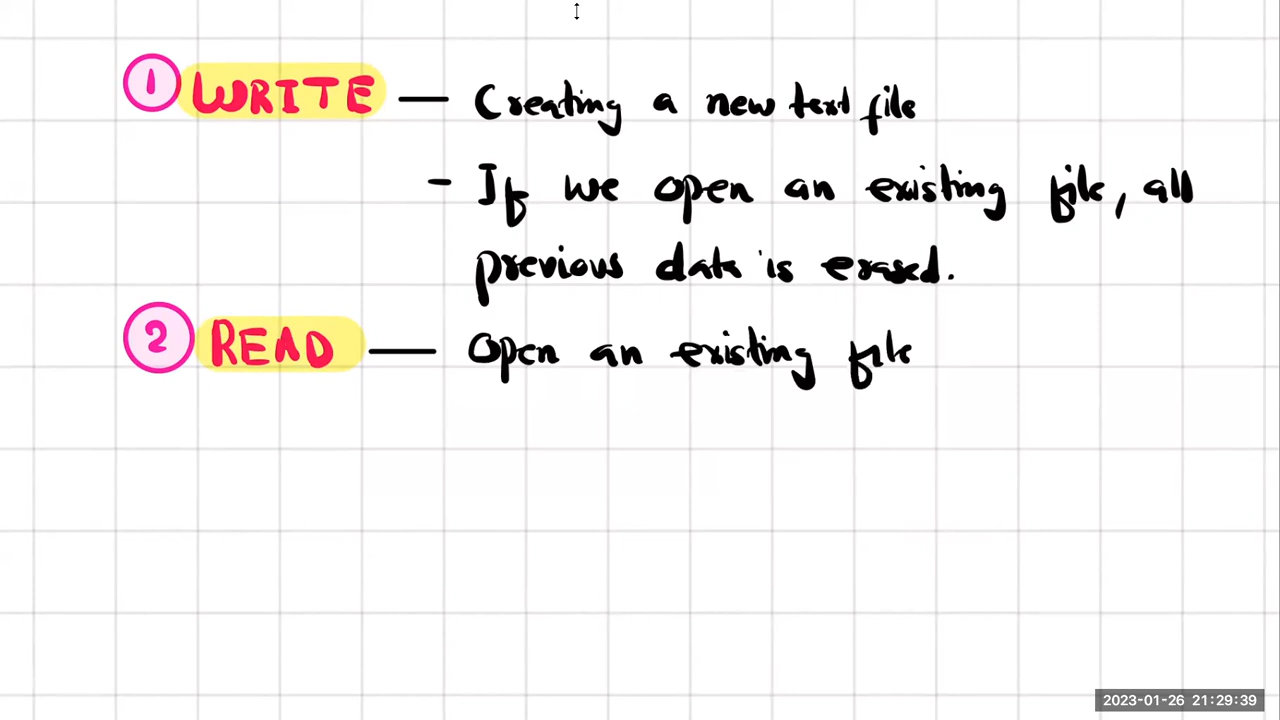 1 WRITE — Creating a new text file
- If we open an existing file, all
previous data is erased.
2 READ — Open an existing file
2023-01-26 21:29:39